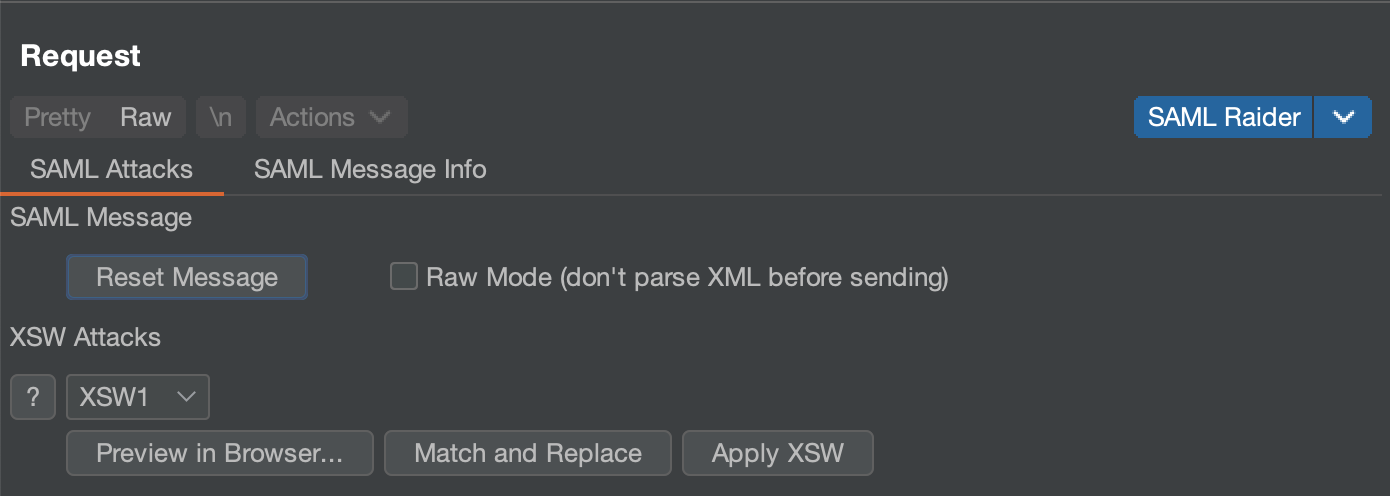 Request
Pretty Raw \n Actions SAML Raider
SAML Attacks SAML Message Info
SAML Message
Reset Message Raw Mode (don't parse XML before sending)
XSW Attacks
? XSW1
Preview in Browser... Match and Replace Apply XSW